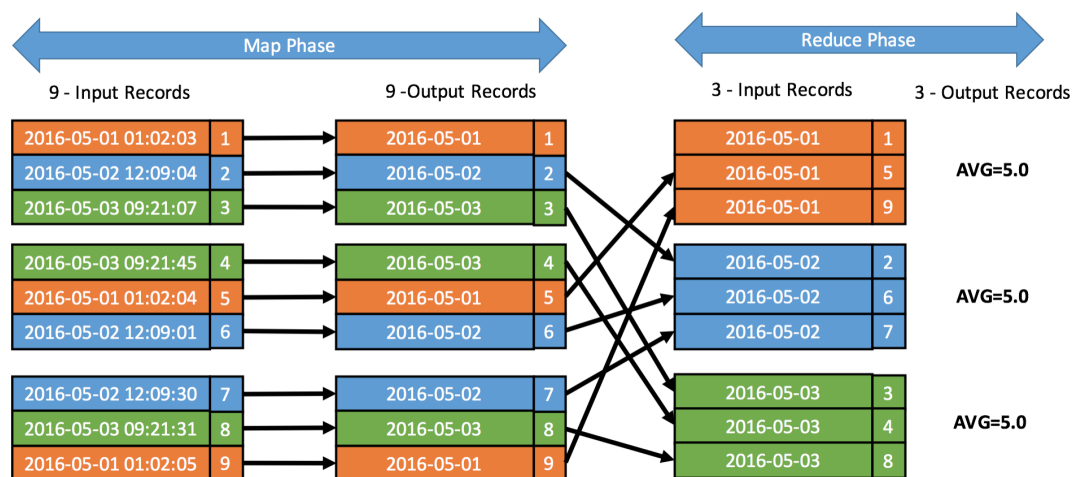 Map Phase
Reduce Phase
9 - Input Records
9 -Output Records
3 - Input Records
3 - Output Records
2016-05-01 01:02:03 1
2016-05-02 12:09:04 2
2016-05-03 09:21:07 3
2016-05-03 09:21:45 4
2016-05-01 01:02:04 5
2016-05-02 12:09:01 6
2016-05-02 12:09:30 7
2016-05-03 09:21:31 8
2016-05-01 01:02:05 9
2016-05-01 1
2016-05-02 2
2016-05-03 3
2016-05-03 4
2016-05-01 5
2016-05-02 6
2016-05-02 7
2016-05-03 8
2016-05-01 9
2016-05-01 1
2016-05-01 5
2016-05-01 9
2016-05-02 2
2016-05-02 6
2016-05-02 7
2016-05-03 3
2016-05-03 4
2016-05-03 8
AVG=5.0
AVG=5.0
AVG=5.0